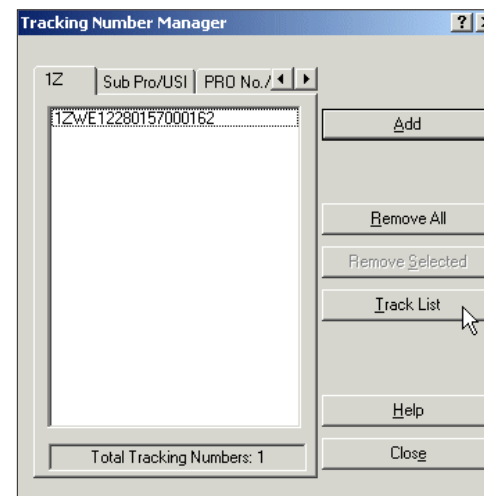 Tracking Number Manager
1Z
Sub Pro/USI
PRO No./
1ZWE12280157000162
Add
Remove All
Remove Selected
Track List
Help
Total Tracking Numbers: 1
Close